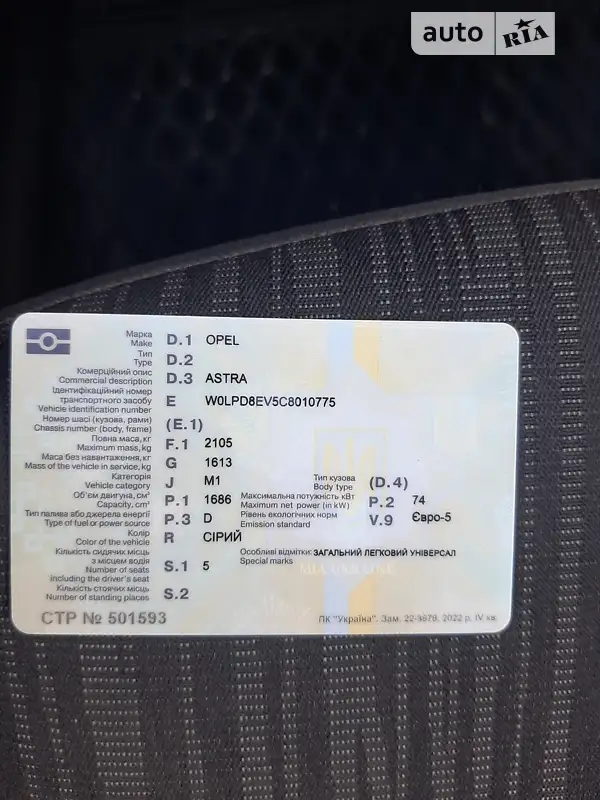 auto RIA
Марка
Make D.1 OPEL
Тип
Type D.2
Комерційний опис
Commercial description D.3 ASTRA
Ідентифікаційний номер
транспортного засобу E W0LPD8EV5C8010775
Vehicle identification number
Номер шасі (кузова, рами)
Chassis number (body, frame) (E.1)
Повна маса, кг
Maximum mass, kg F.1 2105
Маса без навантаження, кг
Mass of the vehicle in service, kg G 1613
Категорія
Vehicle category J M1
Тип кузова
Body type (D.4)
Об'єм двигуна, см³
Capacity, cm³ P.1 1686
Максимальна потужність кВт
Maximum net power (in kW) P.2 74
Тип палива або джерела енергії
Type of fuel or power source P.3 D
Рівень екологічних норм
Emission standard V.9 Євро-5
Колір
Color of the vehicle R СІРИЙ
Кількість сидячих місць
з місцем водія
Number of seats S.1 5
including the driver's seat
Особливі відмітки: ЗАГАЛЬНИЙ ЛЕГКОВИЙ УНІВЕРСАЛ
Special marks
Кількість стоячих місць
Number of standing places S.2
СТР № 501593
ПК "Україна". Зам. 22-3678. 2022 р. IV кв.